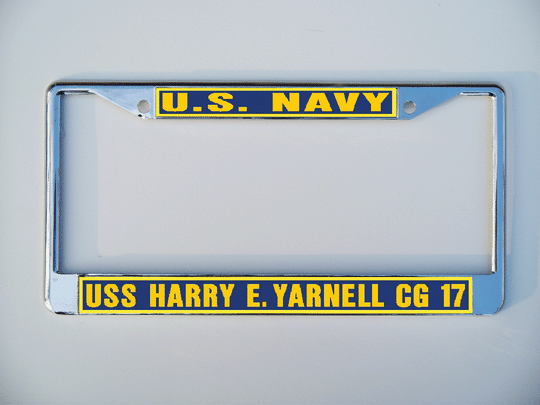 U.S. NAVY
USS HARRY E. YARNELL CG 17